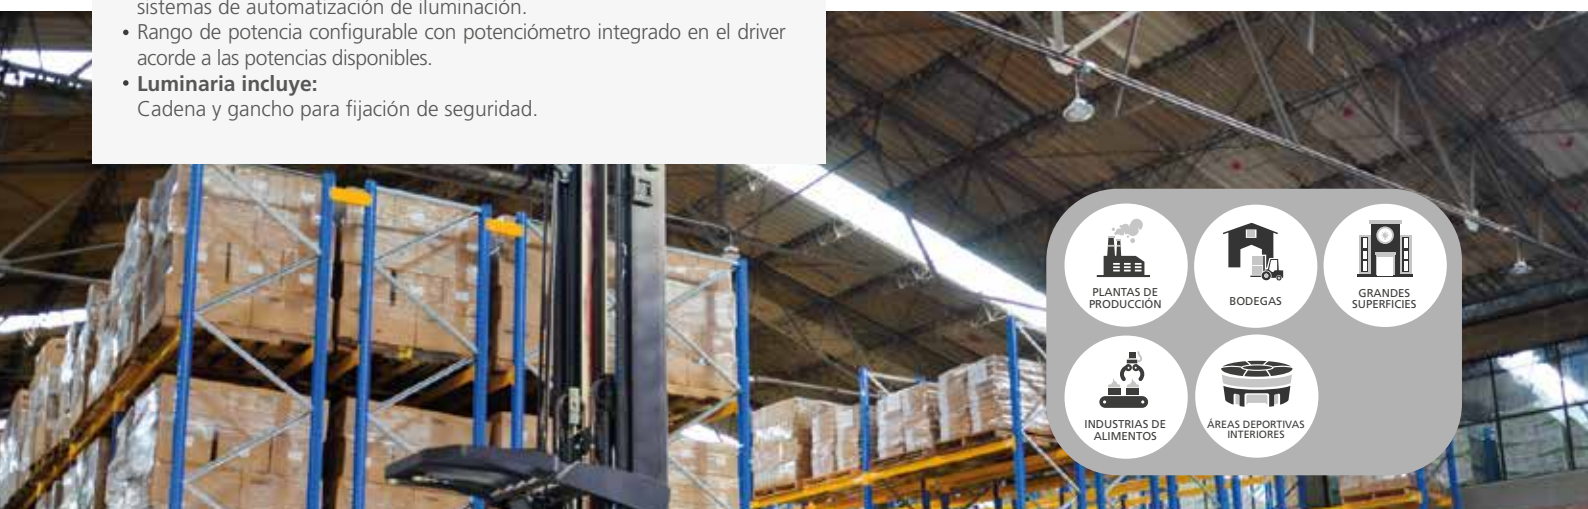 sistemas de automatización de iluminación.
• Rango de potencia configurable con potenciómetro integrado en el driver
acorde a las potencias disponibles.
• Luminaria incluye:
Cadena y gancho para fijación de seguridad.
PLANTAS DE
PRODUCCIÓN
BODEGAS
GRANDES
SUPERFICIES
INDUSTRIAS DE
ALIMENTOS
ÁREAS DEPORTIVAS
INTERIORES